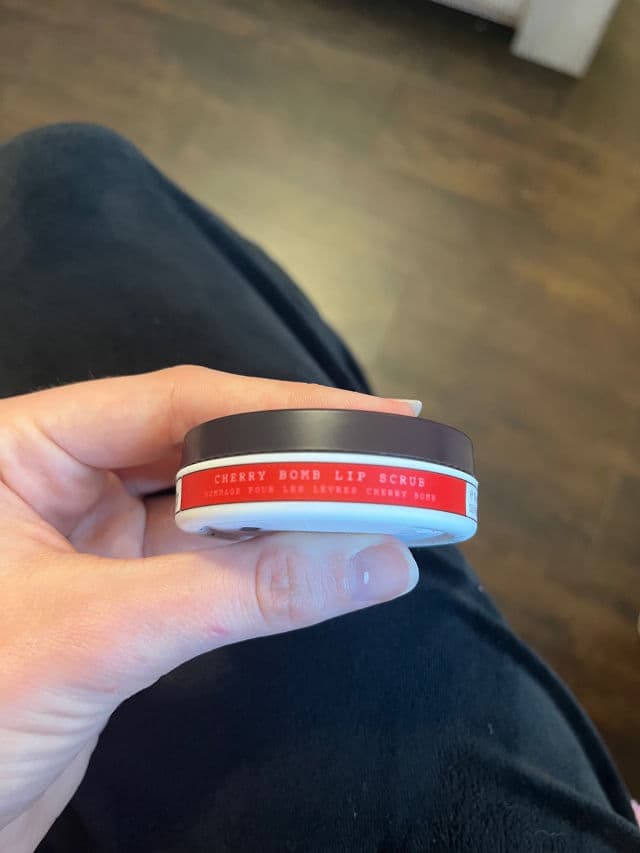 CHERRY BOMB LIP SCRUB
GOMMAGE POUR LES LÈVRES CHERRY BOMB